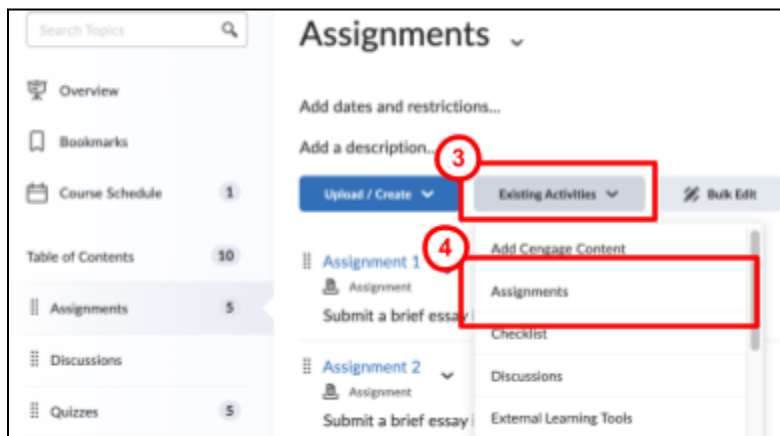 Search Topics
Overview
Bookmarks
Course Schedule 1
Table of Contents 10
Assignments 5
Discussions
Quizzes 5
Assignments
Add dates and restrictions...
Add a description...
3
Upload / Create
Existing Activities
Bulk Edit
4
Assignment 1
Assignment
Submit a brief essay
Assignment 2
Assignment
Submit a brief essay
Add Cengage Content
Assignments
Checklist
Discussions
External Learning Tools